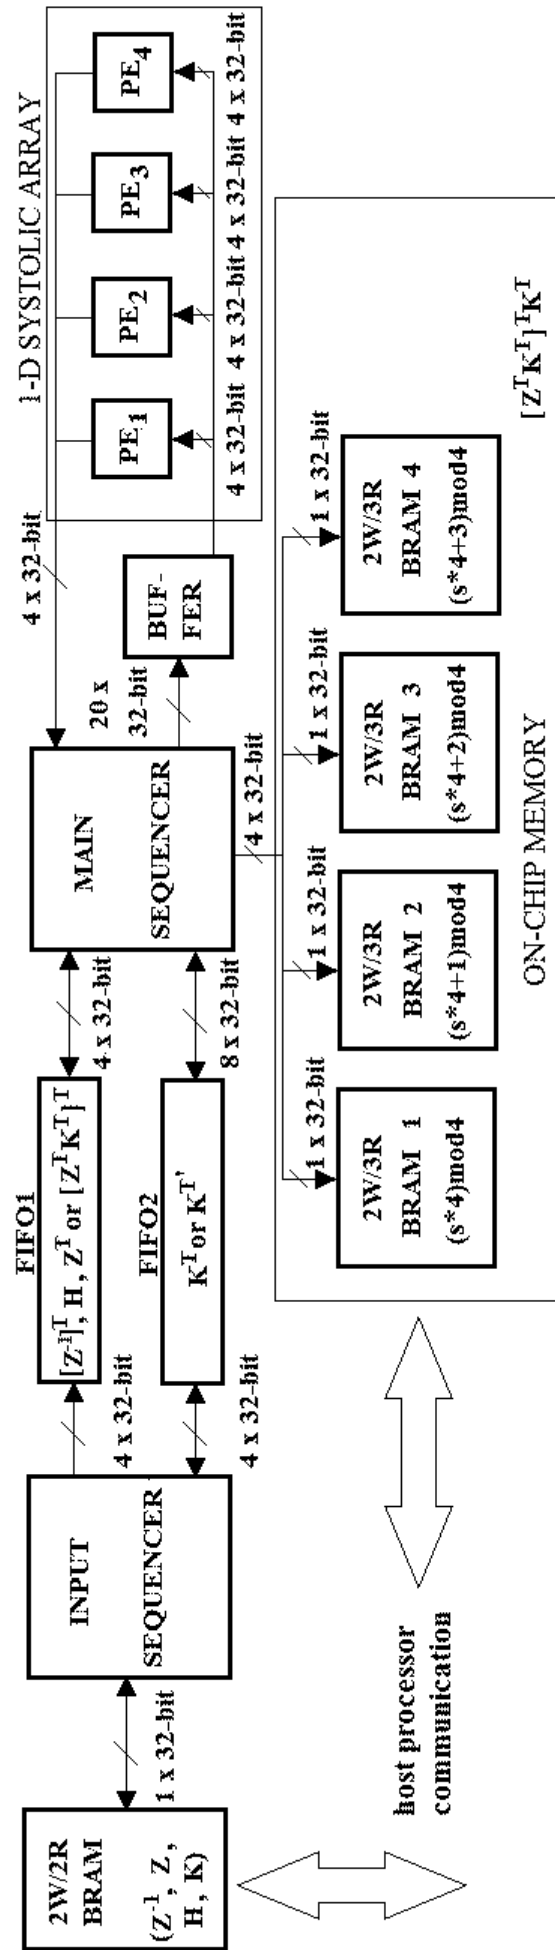 2W/2R
BRAM
(Z⁻¹, Z,
H, K)
1 x 32-bit
INPUT
SEQUENCER
4 x 32-bit
4 x 32-bit
FIFO1
[Z⁻¹]ᵀ, H, Zᵀ or [ZᵀKᵀ]ᵀ
FIFO2
Kᵀ or Kᵀ'
4 x 32-bit
8 x 32-bit
MAIN
SEQUENCER
4 x 32-bit
20 x
32-bit
4 x 32-bit
BUF-
FER
1-D SYSTOLIC ARRAY
PE₁
PE₂
PE₃
PE₄
4 x 32-bit
4 x 32-bit
4 x 32-bit
4 x 32-bit
1 x 32-bit
1 x 32-bit
1 x 32-bit
1 x 32-bit
2W/3R
BRAM 1
(s*4)mod4
2W/3R
BRAM 2
(s*4+1)mod4
2W/3R
BRAM 3
(s*4+2)mod4
2W/3R
BRAM 4
(s*4+3)mod4
ON-CHIP MEMORY
[ZᵀKᵀ]ᵀKᵀ
host processor
communication